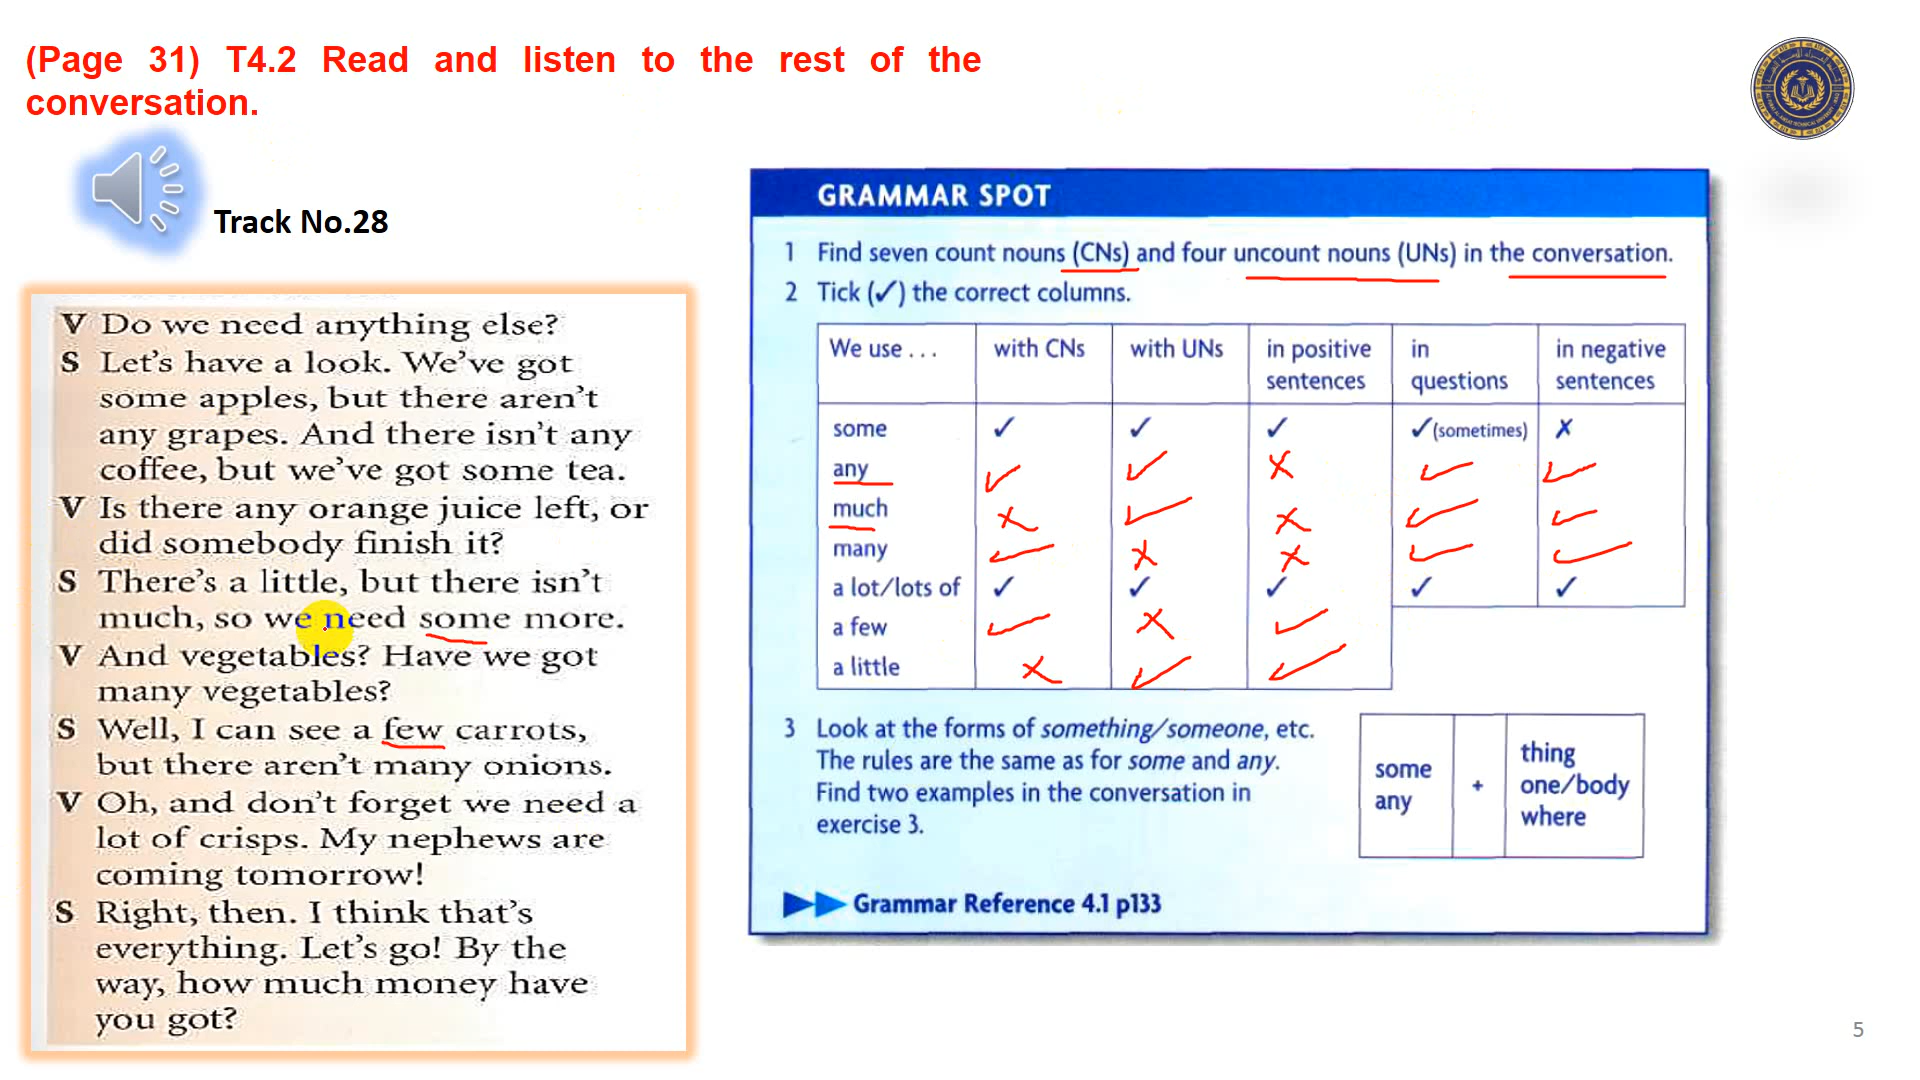 (Page 31) T4.2 Read and listen to the rest of the
conversation.
Track No.28
V Do we need anything else?
S Let's have a look. We've got
some apples, but there aren't
any grapes. And there isn't any
coffee, but we've got some tea.
V Is there any orange juice left, or
did somebody finish it?
S There's a little, but there isn't
much, so we need some more.
V And vegetables? Have we got
many vegetables?
S Well, I can see a few carrots,
but there aren't many onions.
V Oh, and don't forget we need a
lot of crisps. My nephews are
coming tomorrow!
S Right, then. I think that's
everything. Let's go! By the
way, how much money have
you got?
GRAMMAR SPOT
1 Find seven count nouns (CNs) and four uncount nouns (UNs) in the conversation.
2 Tick (✓) the correct columns.
We use . . . with CNs with UNs in positive sentences in questions in negative sentences
some ✓ ✓ ✓ ✓(sometimes) ✗
any ✓ ✓ ✗ ✓ ✓
much ✗ ✓ ✗ ✓ ✓
many ✓ ✗ ✗ ✓ ✓
a lot/lots of ✓ ✓ ✓ ✓ ✓
a few ✓ ✗ ✓
a little ✗ ✓ ✓
3 Look at the forms of something/someone, etc.
The rules are the same as for some and any.
Find two examples in the conversation in
exercise 3.
some
any
+
thing
one/body
where
Grammar Reference 4.1 p133
5